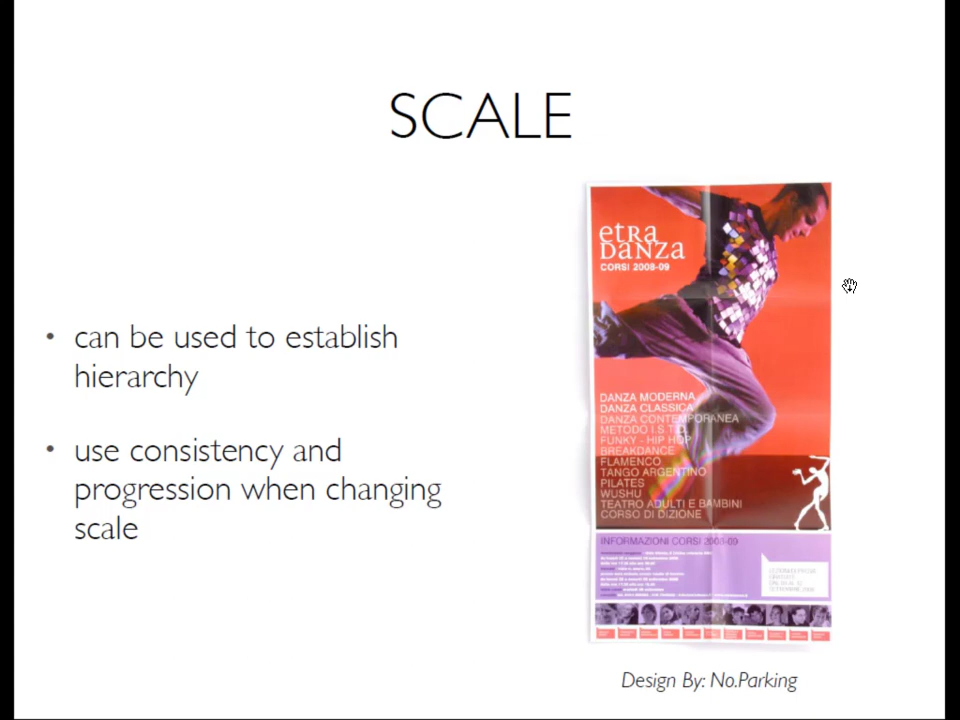 SCALE
• can be used to establish
hierarchy
• use consistency and
progression when changing
scale
etRa
DaNZa
CORSI 2008-09
DANZA MODERNA
DANZA CLASSICA
DANZA CONTEMPORANEA
METODO I.S.T.D.
FUNKY - HIP HOP
BREAKDANCE
FLAMENCO
TANGO ARGENTINO
PILATES
WUSHU
TEATRO ADULTI E BAMBINI
CORSO DI DIZIONE
INFORMAZIONI CORSI 2008-09
Design By: No.Parking